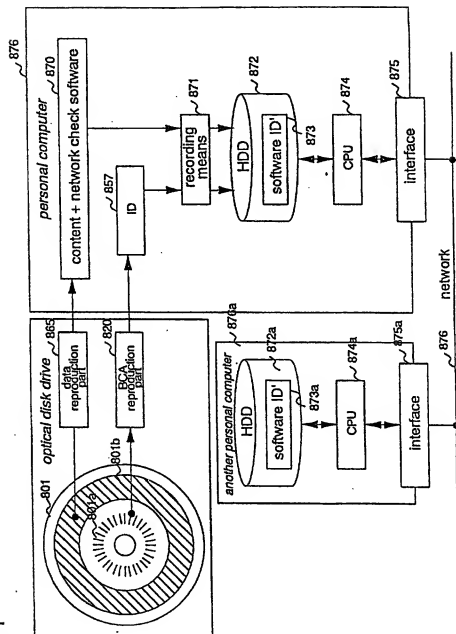 876
personal computer
870
content + network check software
857
ID
871
recording
means
872
HDD
software ID'
873
874
CPU
875
interface
optical disk drive
865
data
reproduction
part
820
BCA
reproduction
part
801
801a
801b
another personal computer
876a
872a
HDD
software ID'
873a
874a
CPU
875a
interface
network
876